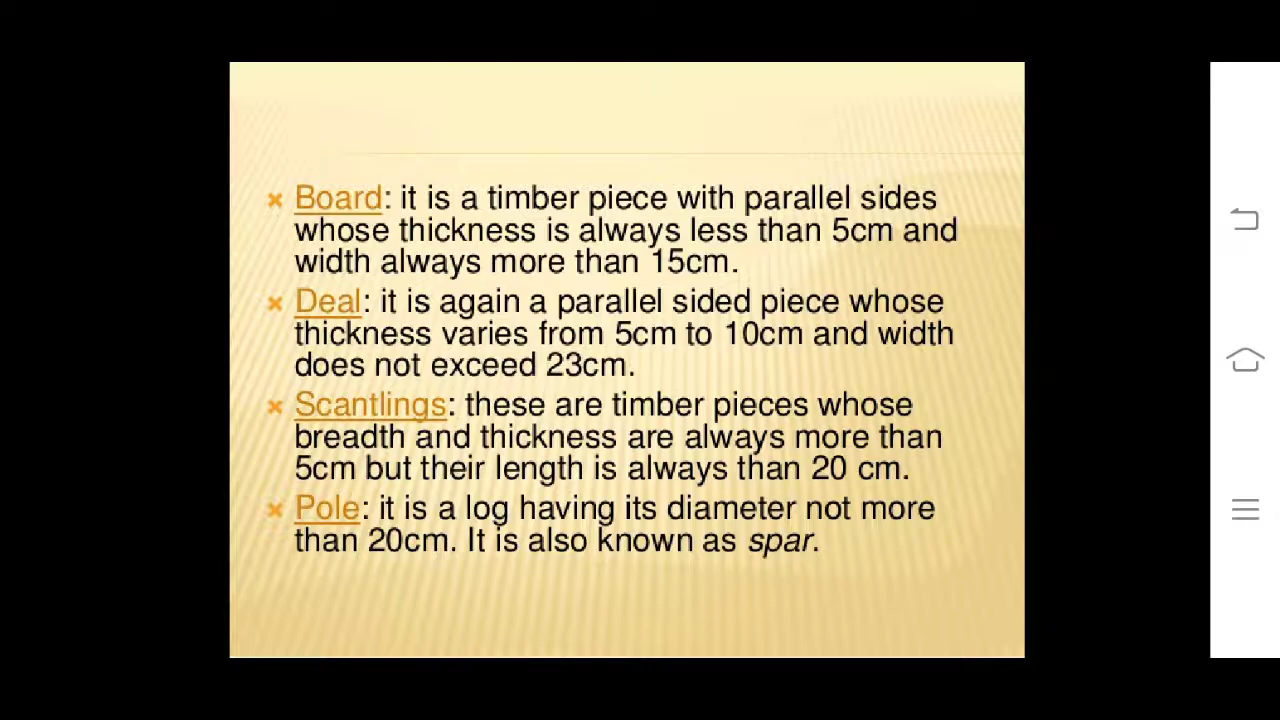 Board: it is a timber piece with parallel sides
whose thickness is always less than 5cm and
width always more than 15cm.
Deal: it is again a parallel sided piece whose
thickness varies from 5cm to 10cm and width
does not exceed 23cm.
Scantlings: these are timber pieces whose
breadth and thickness are always more than
5cm but their length is always than 20 cm.
Pole: it is a log having its diameter not more
than 20cm. It is also known as spar.